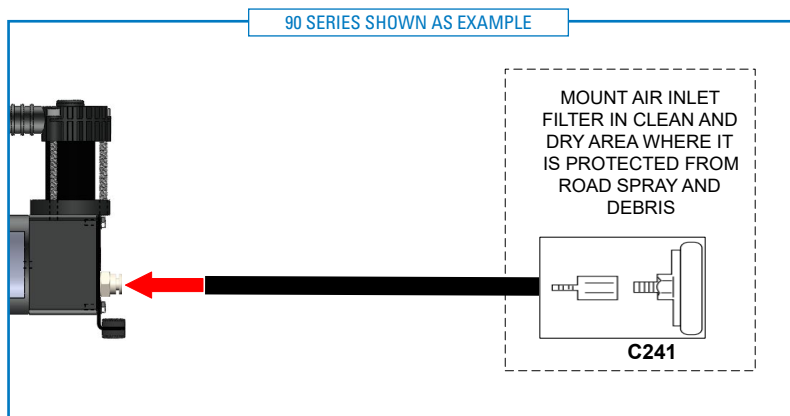 90 SERIES SHOWN AS EXAMPLE
MOUNT AIR INLET
FILTER IN CLEAN AND
DRY AREA WHERE IT
IS PROTECTED FROM
ROAD SPRAY AND
DEBRIS
C241